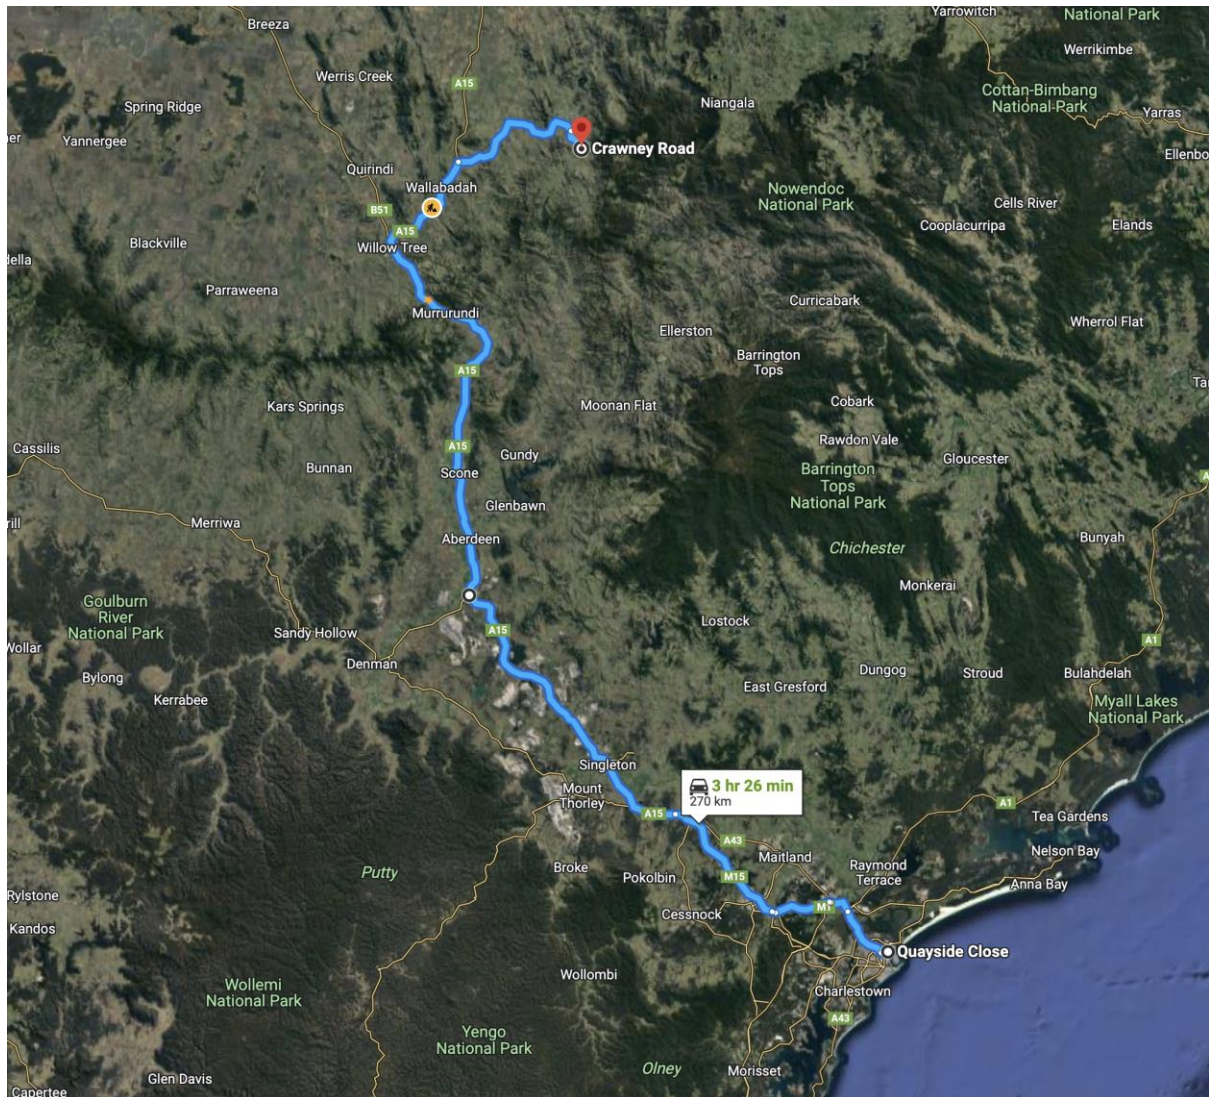 Breeza
Yarrowitch
National Park
Werrikimbe
Werris Creek
A15
Cottan-Bimbang
National Park
Spring Ridge
Niangala
Yarras
Yannergee
Crawney Road
Ellenbo
Quirindi
Wallabadah
Nowendoc
National Park
Cells River
B51
A15
Cooplacurripa
Elands
Blackville
Willow Tree
della
Parraweena
Curricabark
Murrurundi
Wherrol Flat
Ellerston
Barrington
Tops
A15
Ta
Kars Springs
Moonan Flat
Cobark
Cassilis
A15
Rawdon Vale
Bunnan
Scone
Gundy
Gloucester
Barrington
Tops
National Park
A
Glenbawn
rill
Merriwa
Aberdeen
Bunyah
Chichester
Monkerai
Goulburn
River
National Park
Sandy Hollow
A15
Lostock
A1
Wollar
Denman
Dungog
Stroud
Bulahdelah
Bylong
East Gresford
Kerrabee
Myall Lakes
National Park
Singleton
3 hr 26 min
270 km
Mount
Thorley
A15
A1
Tea Gardens
A43
Maitland
Nelson Bay
Putty
Broke
Pokolbin
M15
Raymond
Terrace
Anna Bay
Rylstone
Cessnock
M1
Kandos
Quayside Close
Wollombi
Wollemi
National Park
Charlestown
A43
Yengo
National Park
Olney
Morisset
Glen Davis
Capertee